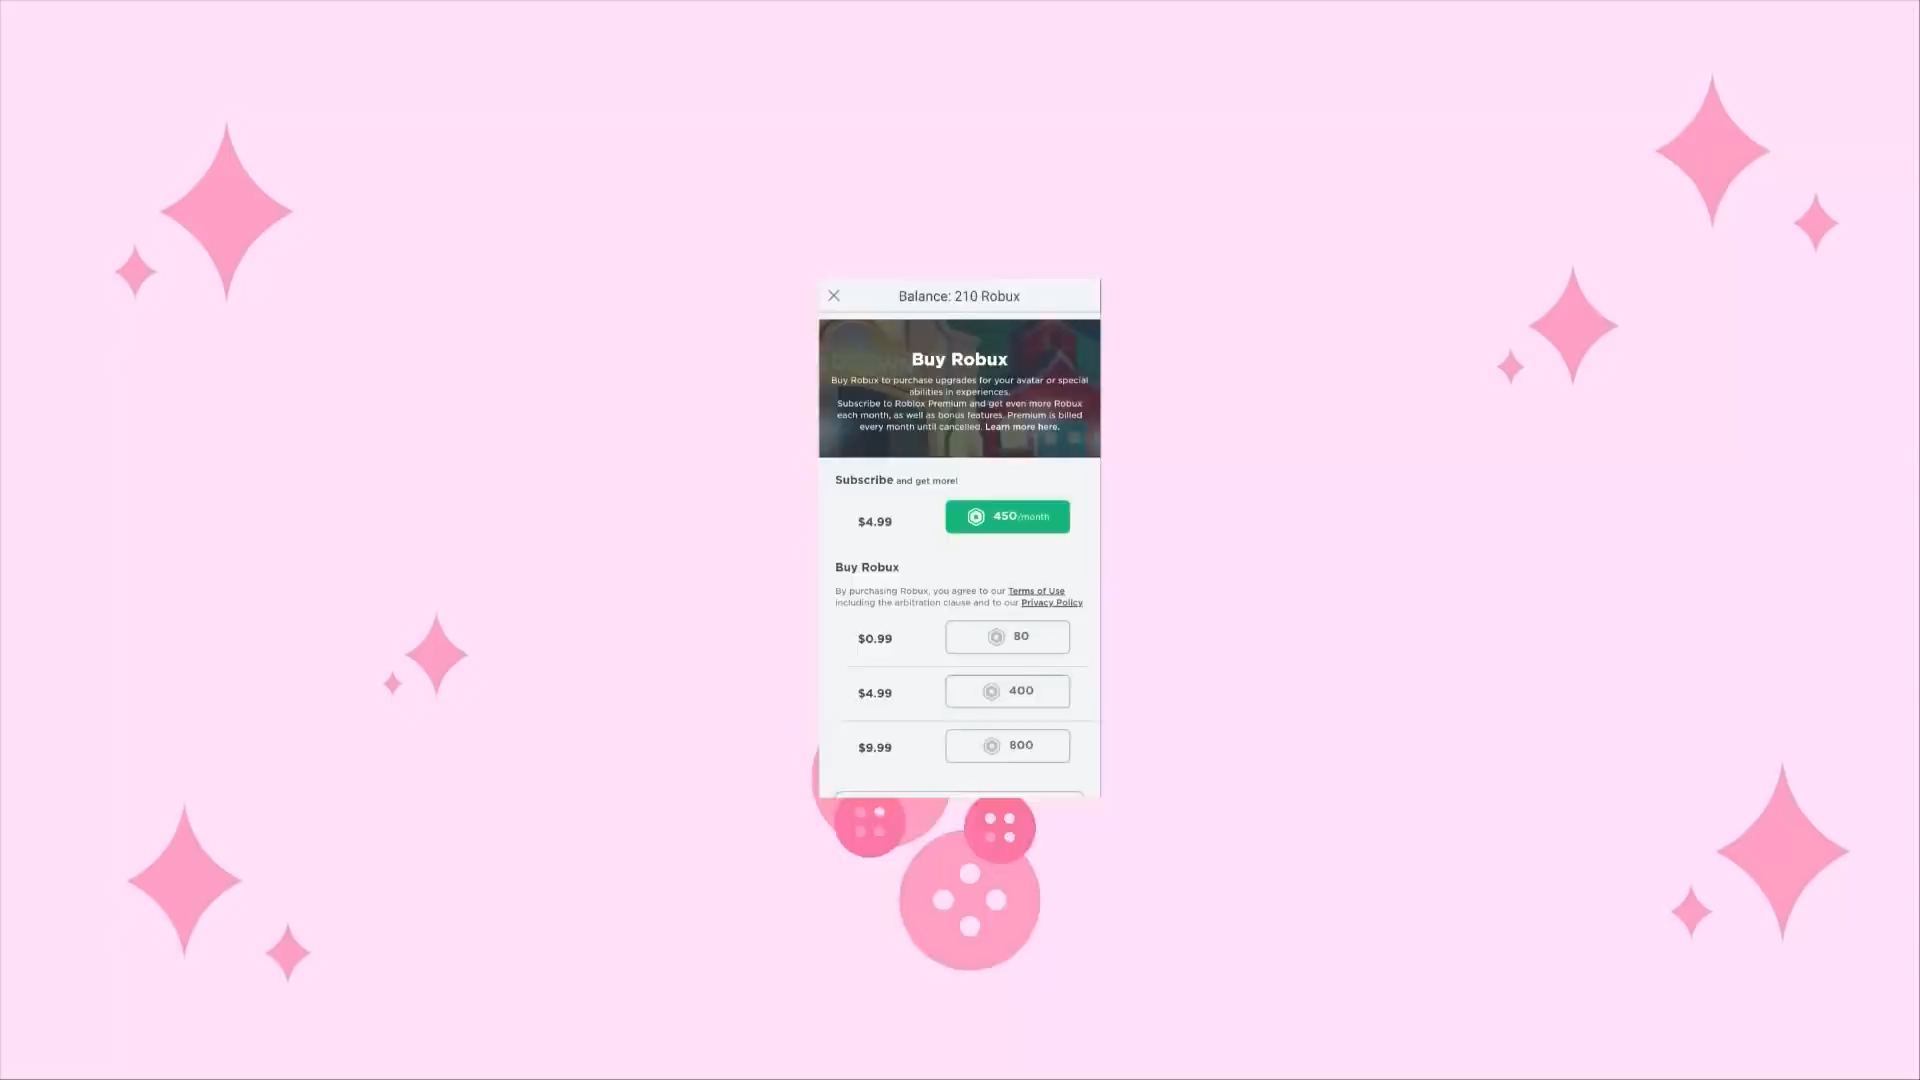 Balance: 210 Robux
Buy Robux
Buy Robux to purchase upgrades for your avatar or special
abilities in experiences.
Subscribe to Roblox Premium and get even more Robux
each month, as well as bonus features. Premium is billed
every month until cancelled. Learn more here.
Subscribe and get more!
$4.99 450/month
Buy Robux
By purchasing Robux, you agree to our Terms of Use
including the arbitration clause and to our Privacy Policy
$0.99 80
$4.99 400
$9.99 800